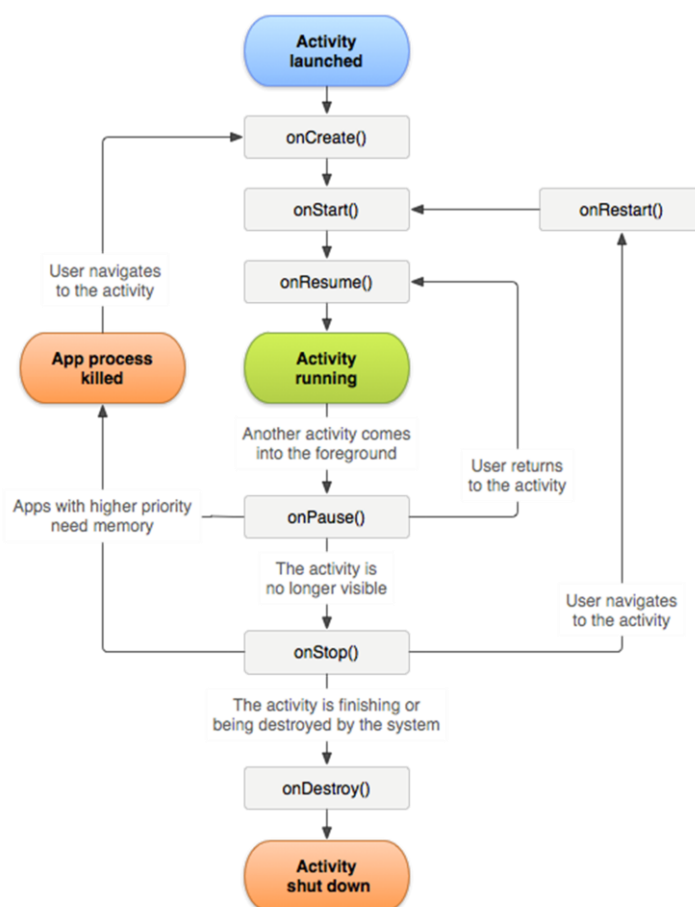 Activity
launched
onCreate()
onStart()
onRestart()
User navigates
to the activity
onResume()
App process
killed
Activity
running
Another activity comes
into the foreground
User returns
to the activity
Apps with higher priority
need memory
onPause()
The activity is
no longer visible
User navigates
to the activity
onStop()
The activity is finishing or
being destroyed by the system
onDestroy()
Activity
shut down